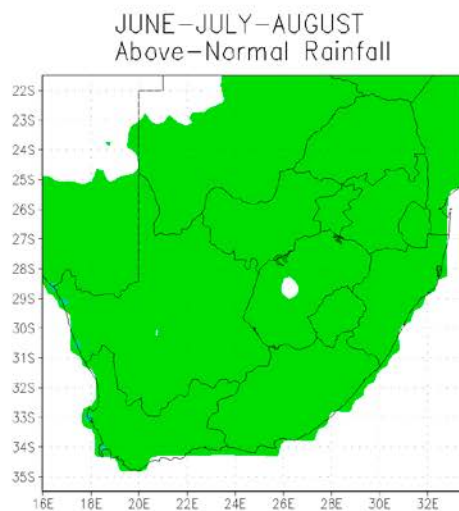 JUNE-JULY-AUGUST
Above-Normal Rainfall
22S
23S
24S
25S
26S
27S
28S
29S
30S
31S
32S
33S
34S
35S
16E 18E 20E 22E 24E 26E 28E 30E 32E